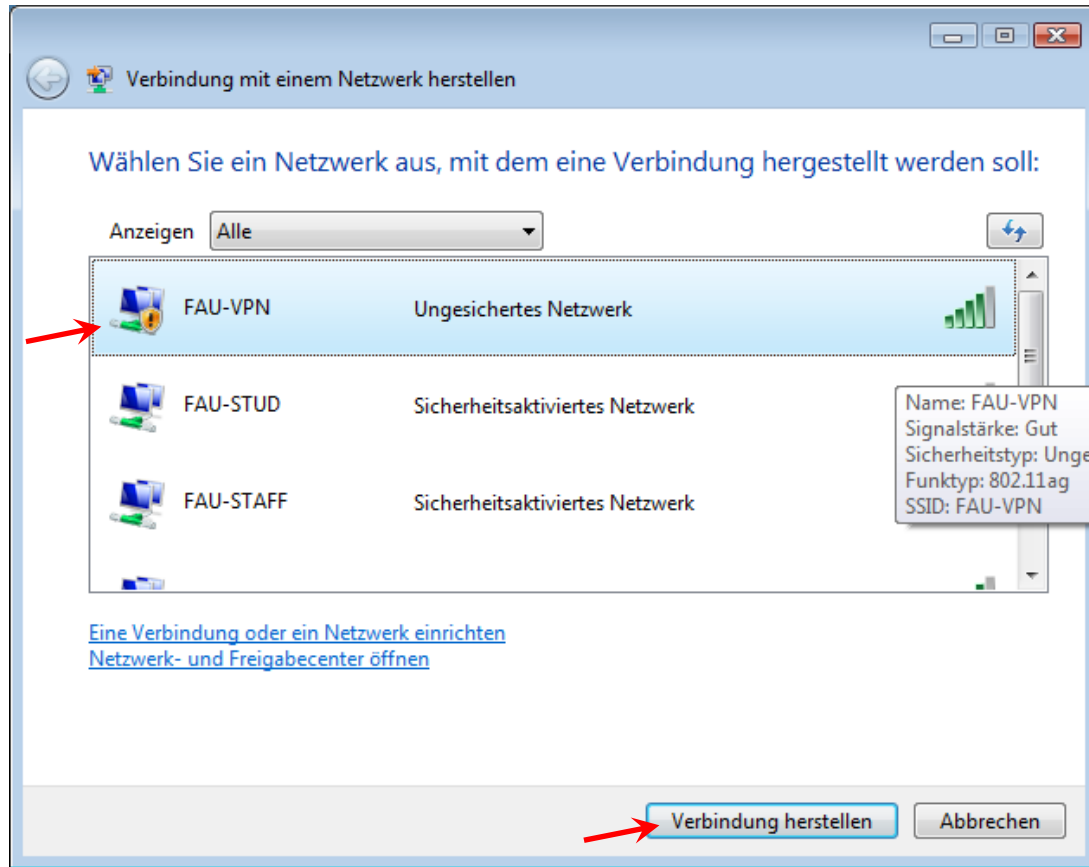 Verbindung mit einem Netzwerk herstellen
Wählen Sie ein Netzwerk aus, mit dem eine Verbindung hergestellt werden soll:
Anzeigen Alle
FAU-VPN Ungesichertes Netzwerk
FAU-STUD Sicherheitsaktiviertes Netzwerk
FAU-STAFF Sicherheitsaktiviertes Netzwerk
Name: FAU-VPN
Signalstärke: Gut
Sicherheitstyp: Unge
Funktyp: 802.11ag
SSID: FAU-VPN
Eine Verbindung oder ein Netzwerk einrichten
Netzwerk- und Freigabecenter öffnen
Verbindung herstellen Abbrechen